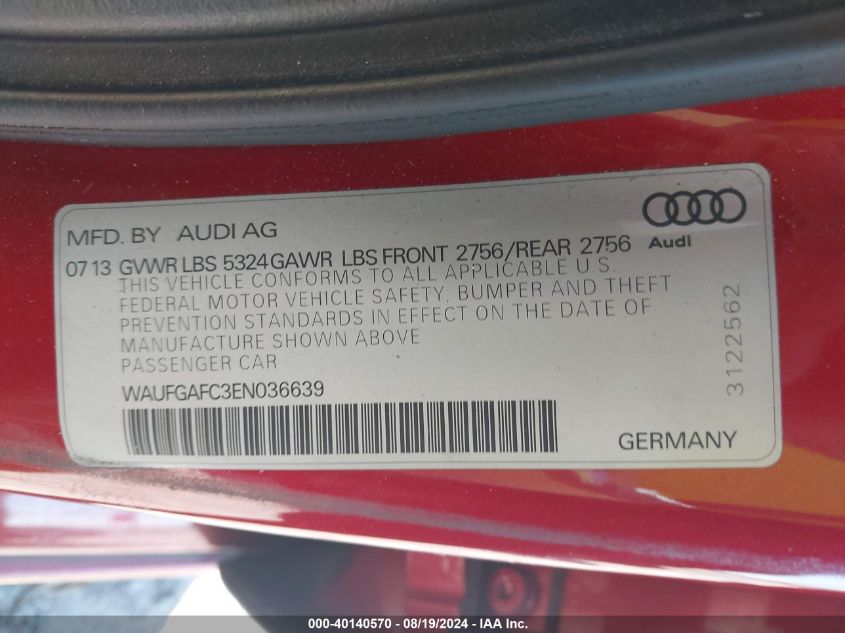 MFD. BY AUDI AG
Audi
07 13 GVWR LBS 5324 GAWR LBS FRONT 2756/REAR 2756
THIS VEHICLE CONFORMS TO ALL APPLICABLE U.S.
FEDERAL MOTOR VEHICLE SAFETY, BUMPER AND THEFT
PREVENTION STANDARDS IN EFFECT ON THE DATE OF
MANUFACTURE SHOWN ABOVE
PASSENGER CAR
WAUFGAFC3EN036639
GERMANY
3122562
000-40140570 - 08/19/2024 - IAA Inc.